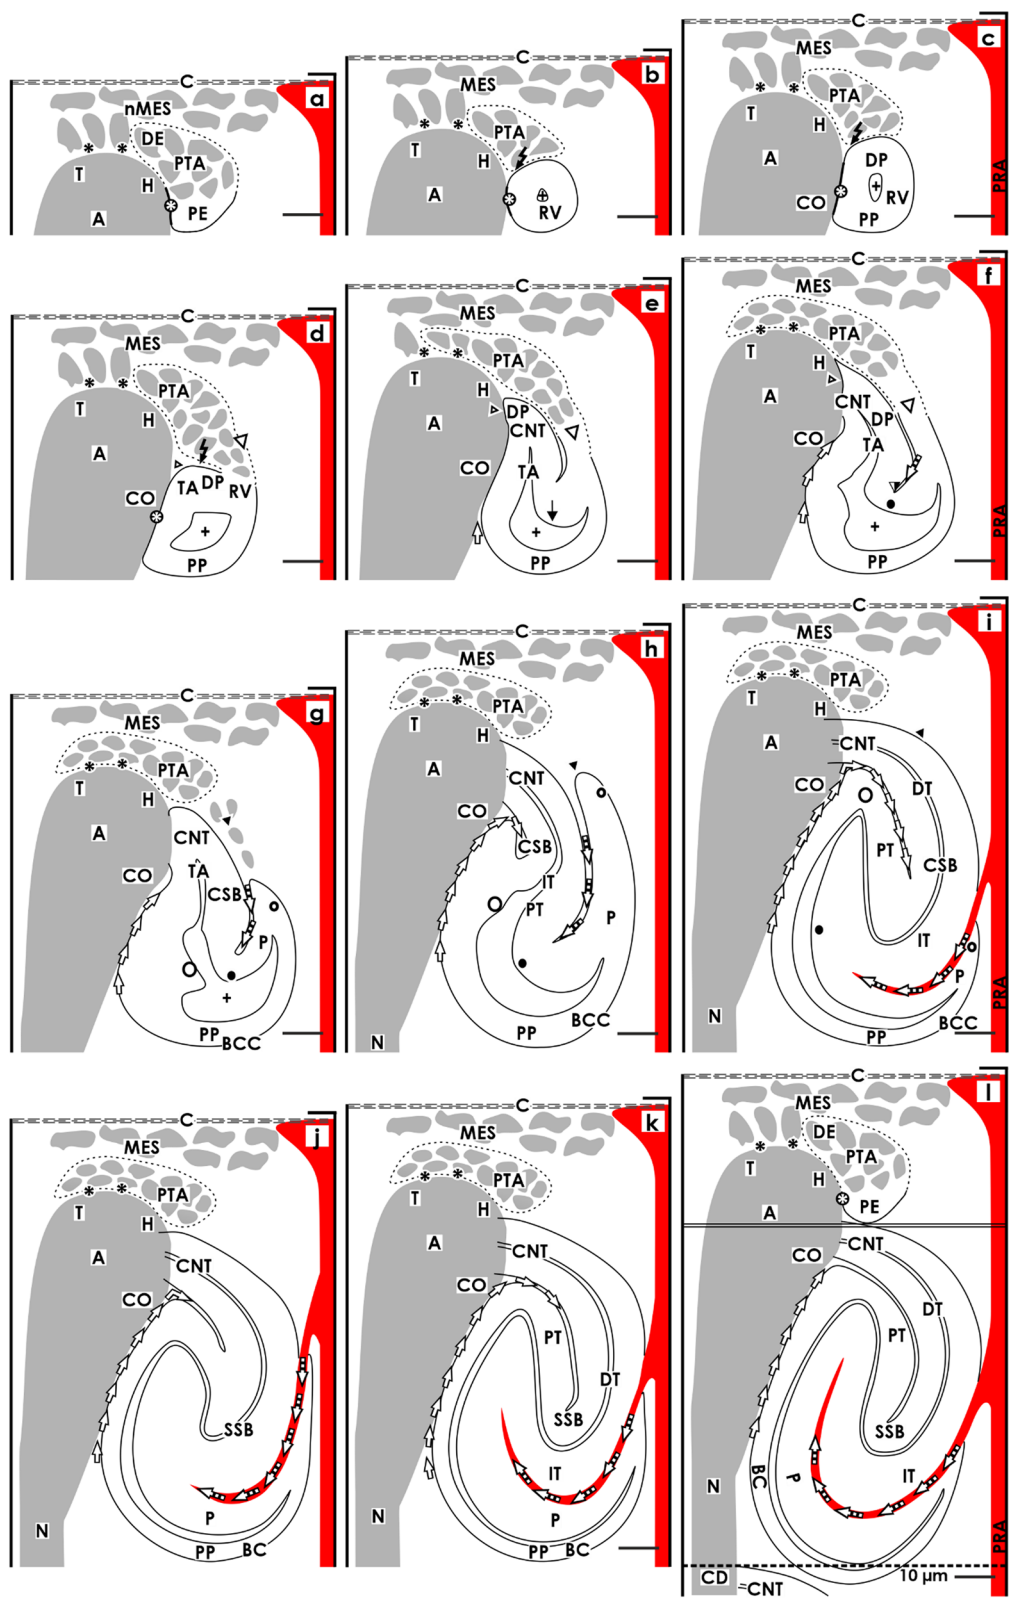 C
a
nMES
DE
PTA
T
H
PE
A
C
b
MES
PTA
T
H
A
RV
C
c
MES
PTA
T
H
A
DP
PRA
CO
RV
PP
C
d
MES
PTA
T
H
A
TA DP RV
CO
PP
C
e
MES
PTA
T
H
DP
A
CNT
CO
TA
PP
C
f
MES
PTA
T
H
A
CNT
DP
CO
TA
PRA
PP
C
g
MES
PTA
T
H
A
CNT
CO
TA
CSB
P
PP
BCC
C
h
MES
PTA
T
H
A
CNT
CO
CSB
IT
PT
P
BCC
PP
N
C
i
MES
PTA
T
H
A
CNT
CO
DT
PT
CSB
IT
P
PRA
N
BCC
PP
C
j
MES
PTA
T
H
A
CNT
CO
SSB
P
N
PP
BC
C
k
MES
PTA
T
H
A
CNT
CO
PT
DT
SSB
IT
P
N
PP
BC
C
l
MES
DE
PTA
T
H
PE
A
CNT
CO
DT
PT
SSB
IT
BC
P
N
PRA
10 µm
CD
CNT